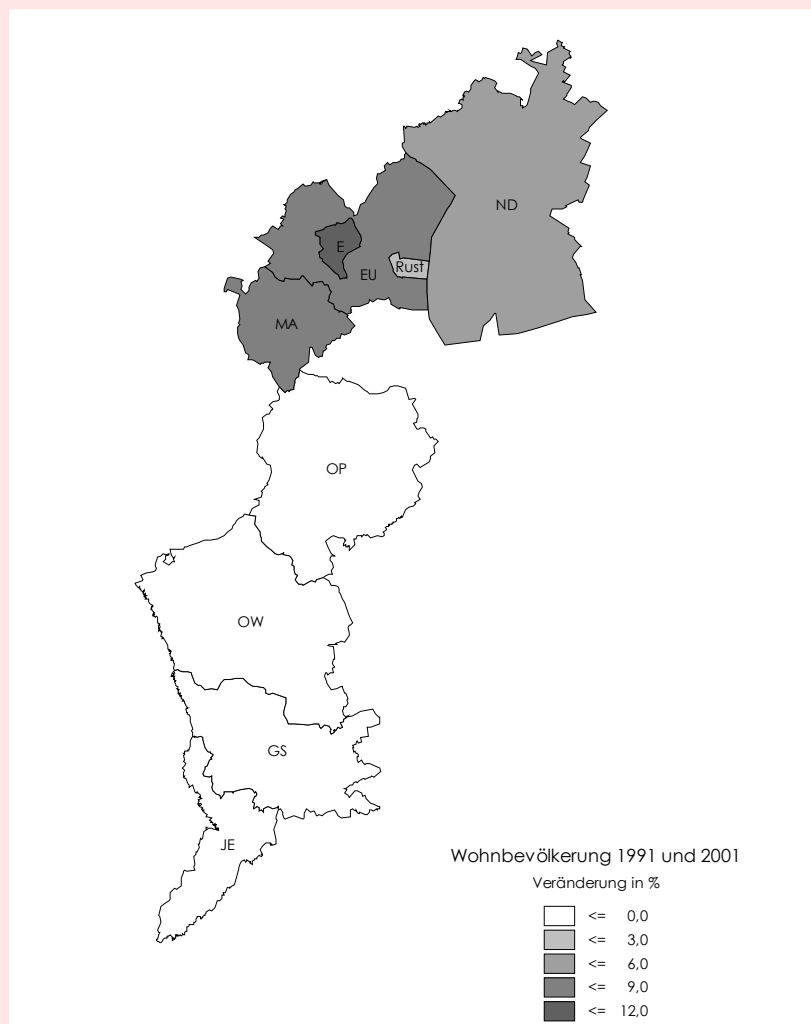 ND
E
Rust
EU
MA
OP
OW
GS
JE
Wohnbevölkerung 1991 und 2001
Veränderung in %
<= 0,0
<= 3,0
<= 6,0
<= 9,0
<= 12,0